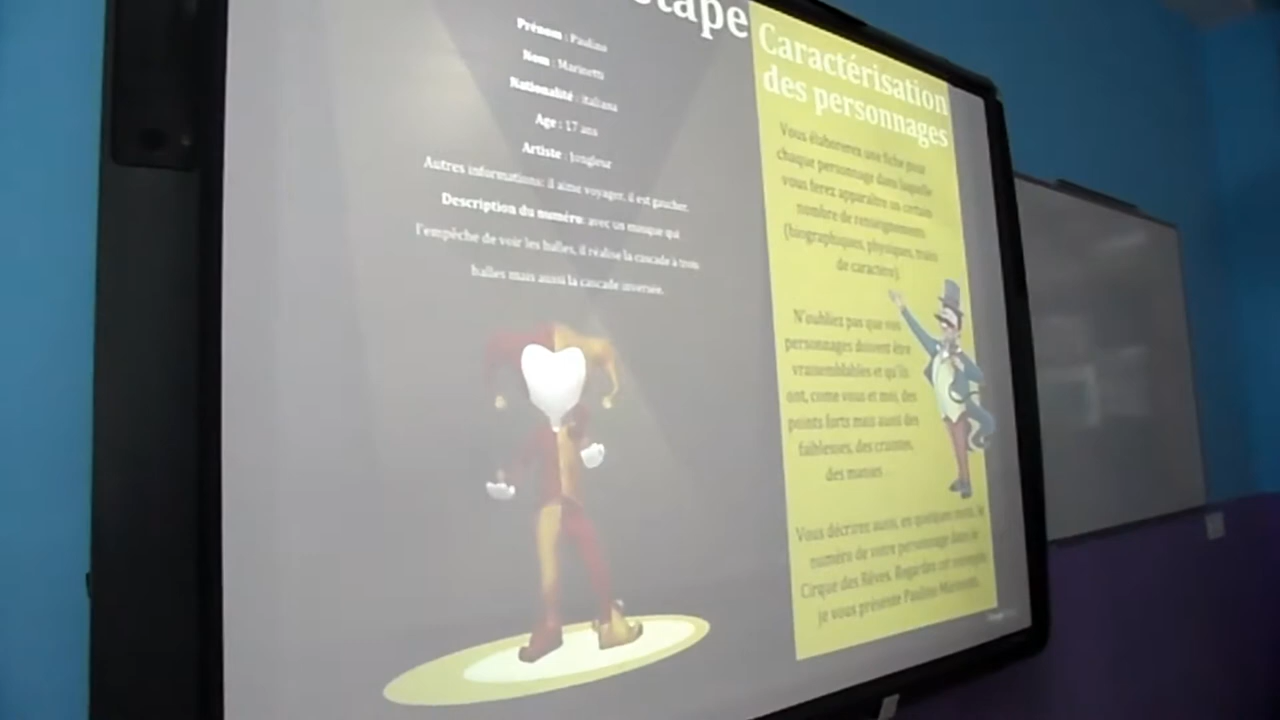 étape
Prénom : Paulino
Nom : Marinetti
Nationalité : italiana
Age : 17 ans
Artiste : Jongleur
Autres informations: il aime voyager, il est gaucher.
Description du numéro: avec un masque qui
l'empêche de voir les balles, il réalise la cascade à trois
balles mais aussi la cascade inversée.
Caractérisation
des personnages
Vous élaborerez une fiche pour
chaque personnage dans laquelle
vous ferez apparaître un certain
nombre de renseignements
(biographiques, physiques, traits
de caractère).
N'oubliez pas que vos
personnages doivent être
vraisemblables et qu'ils
ont, come vous et moi, des
points forts mais aussi des
faiblesses, des craintes,
des manies
Vous décrirez aussi, en quelques mots, le
numéro de votre personnage dans le
Cirque des Rêves. Regardez cet exemple,
je vous présente Paulino Marinetti.